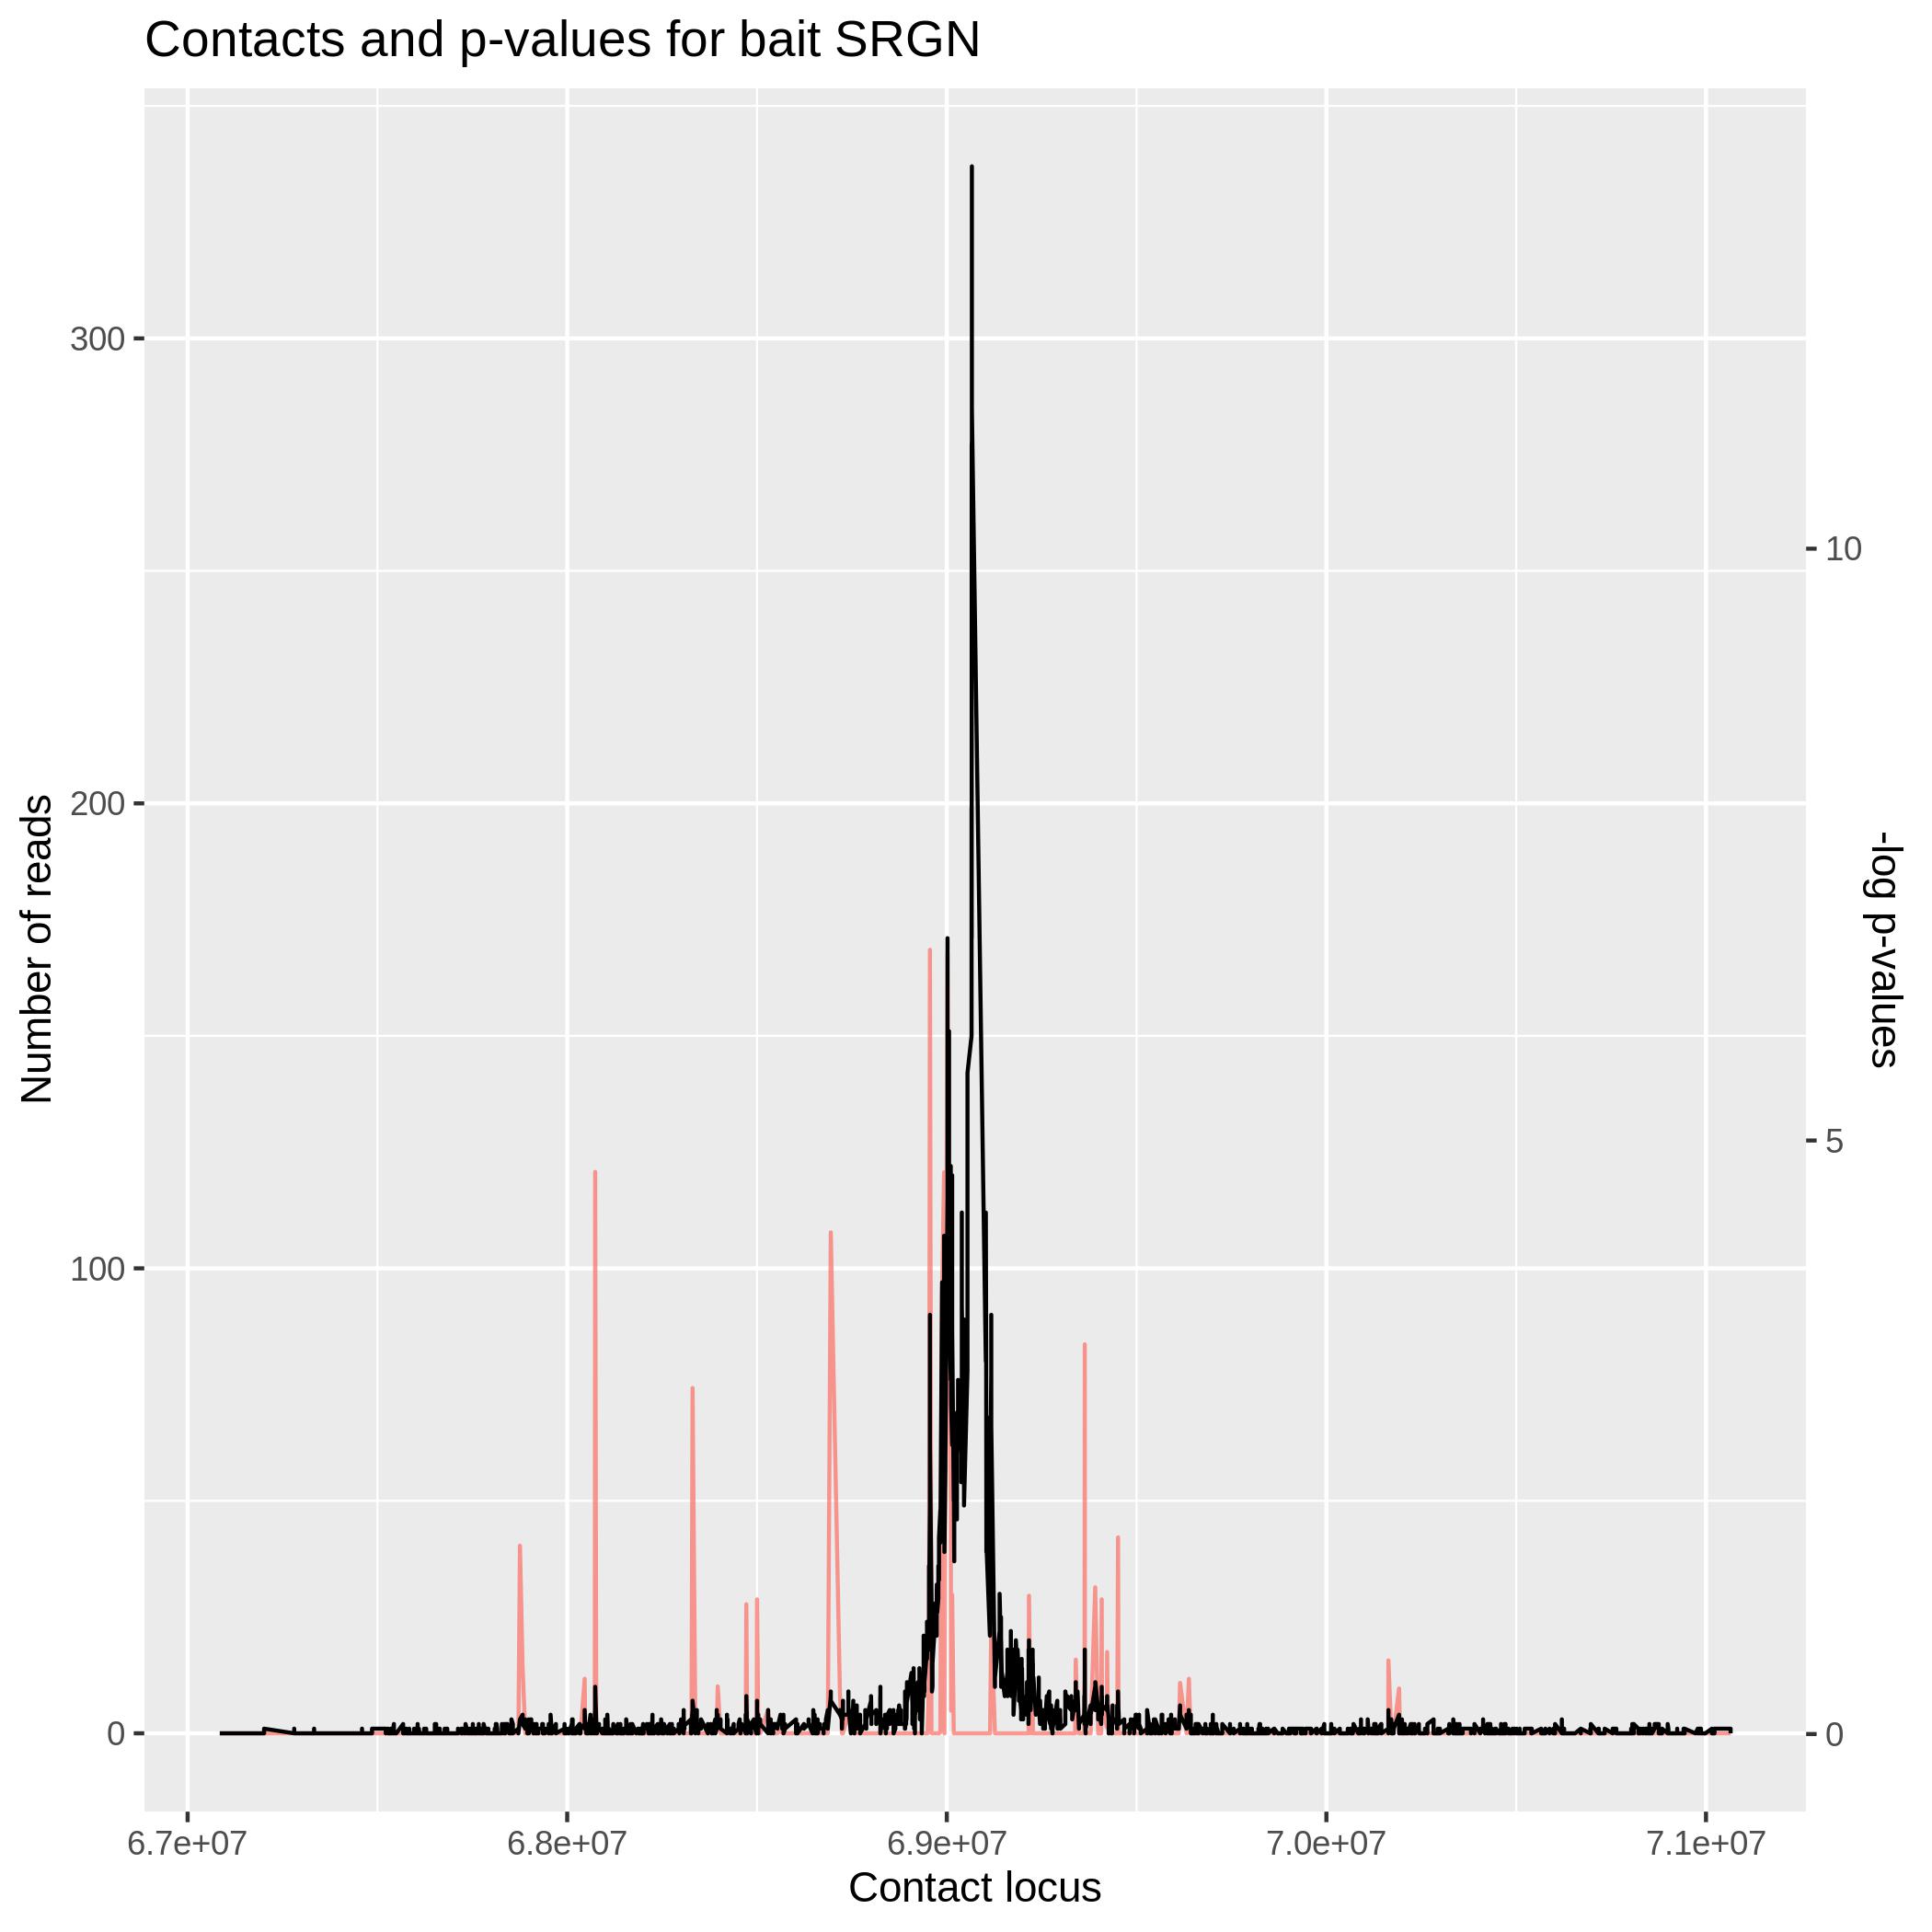 Contacts and p-values for bait SRGN
Number of reads
300
200
100
0
10
5
0
-log p-values
6.7e+07
6.8e+07
6.9e+07
7.0e+07
7.1e+07
Contact locus